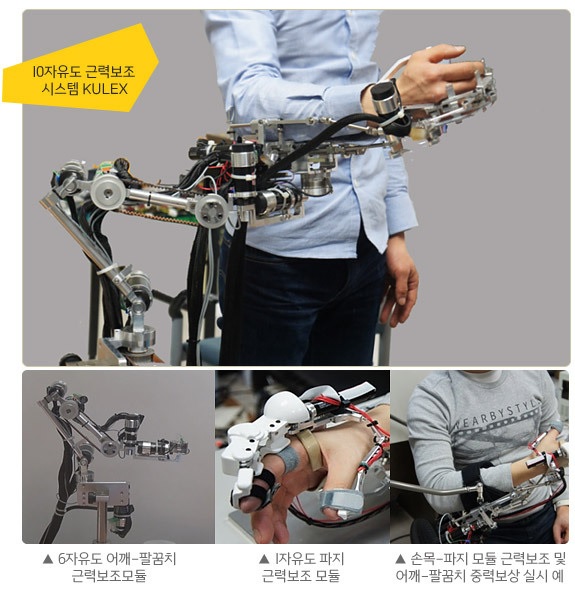 10자유도 근력보조
시스템 KULEX
WEARBYSTYL
▲ 6자유도 어깨-팔꿈치
근력보조모듈
▲ 1자유도 파지
근력보조 모듈
▲ 손목-파지 모듈 근력보조 및
어깨-팔꿈치 중력보상 실시 예